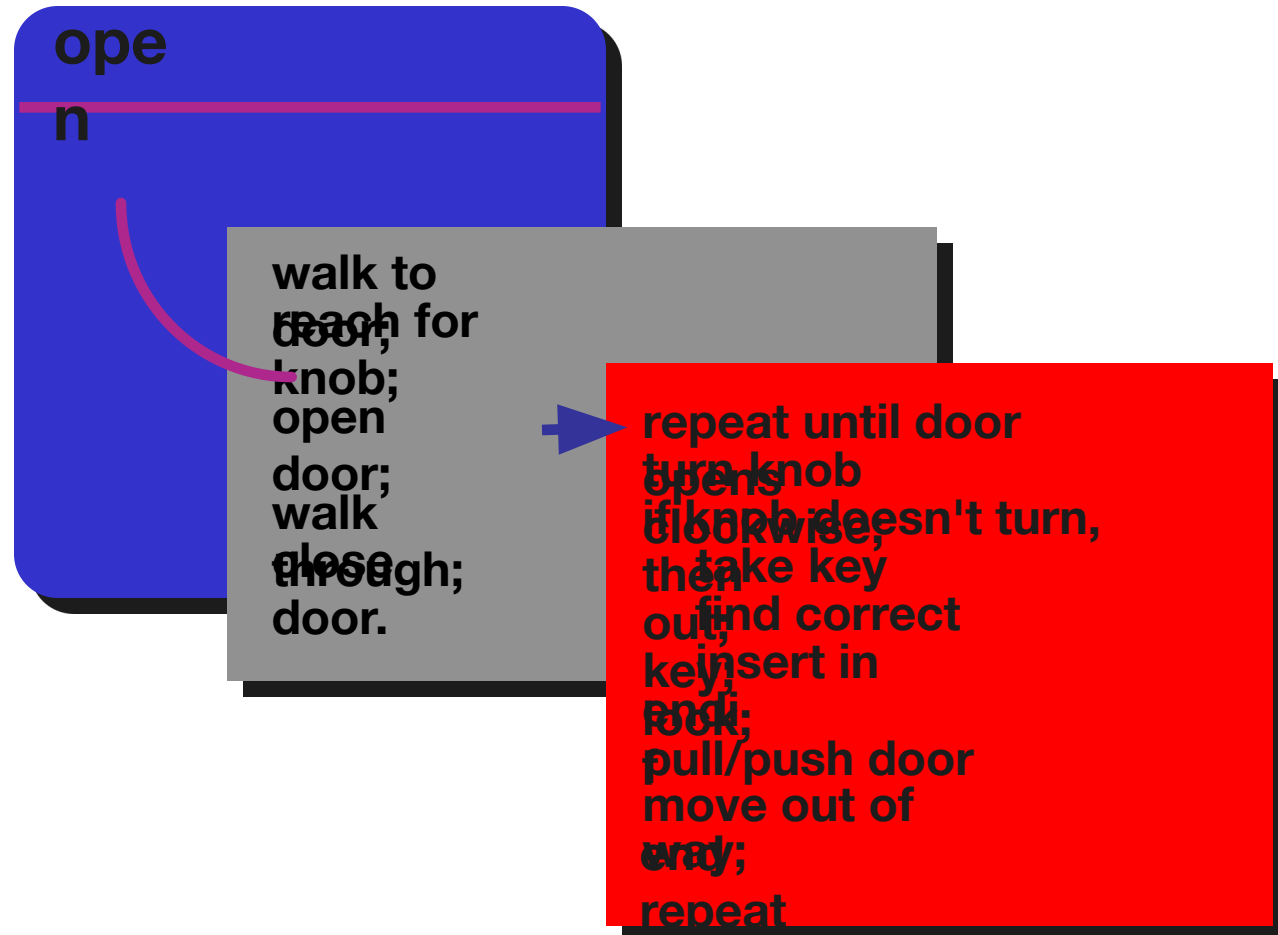 ope
n
walk to
door;
reach for
knob;
open
door;
walk
through;
close
door.
repeat until door
opens
turn knob
clockwise;
if knob doesn't turn,
then
take key
out;
find correct
key;
insert in
lock;
endi
f
pull/push door
move out of
way;
end
repeat